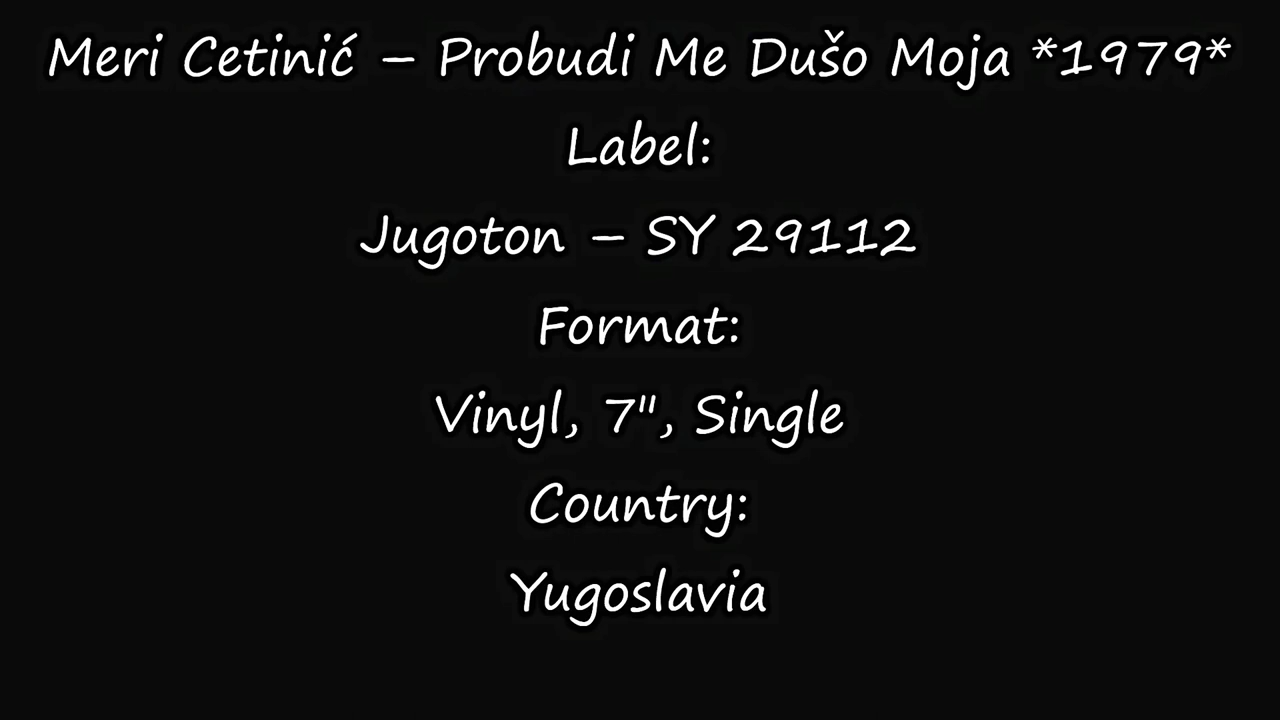 Meri Cetinić – Probudi Me Dušo Moja *1979*
Label:
Jugoton – SY 29112
Format:
Vinyl, 7", Single
Country:
Yugoslavia